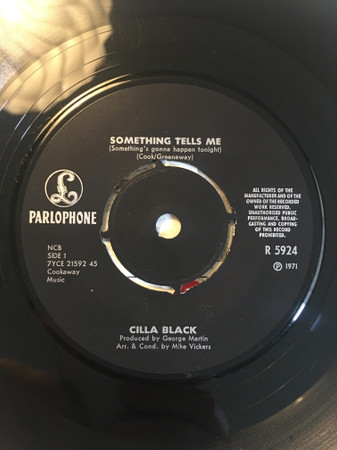 SOMETHING TELLS ME
(Something's gonna happen tonight)
(Cook/Greenaway)
£
PARLOPHONE
NCB
SIDE 1
7YCE 21592 45
Cookaway
Music
ALL RIGHTS OF THE
MANUFACTURER AND OF THE
OWNER OF THE RECORDED
WORK RESERVED.
UNAUTHORISED PUBLIC
PERFORMANCE, BROAD-
CASTING AND COPYING
OF THIS RECORD
PROHIBITED.
R 5924
℗ 1971
CILLA BLACK
Produced by George Martin
Arr. & Cond. by Mike Vickers